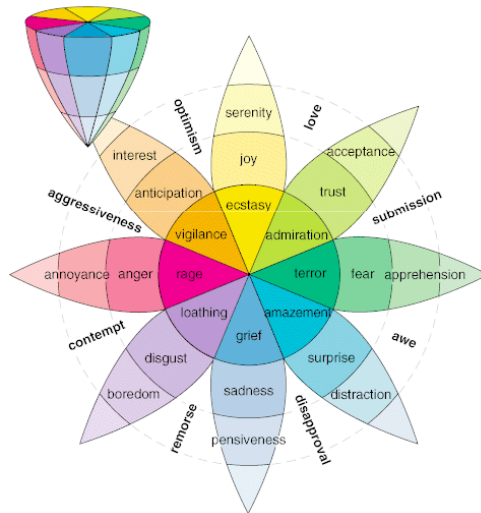 serenity
optimism
love
interest
joy
acceptance
anticipation
trust
aggressiveness
ecstasy
submission
vigilance
admiration
annoyance
anger
rage
terror
fear
apprehension
loathing
amazement
contempt
grief
awe
disgust
surprise
boredom
sadness
distraction
remorse
pensiveness
disapproval